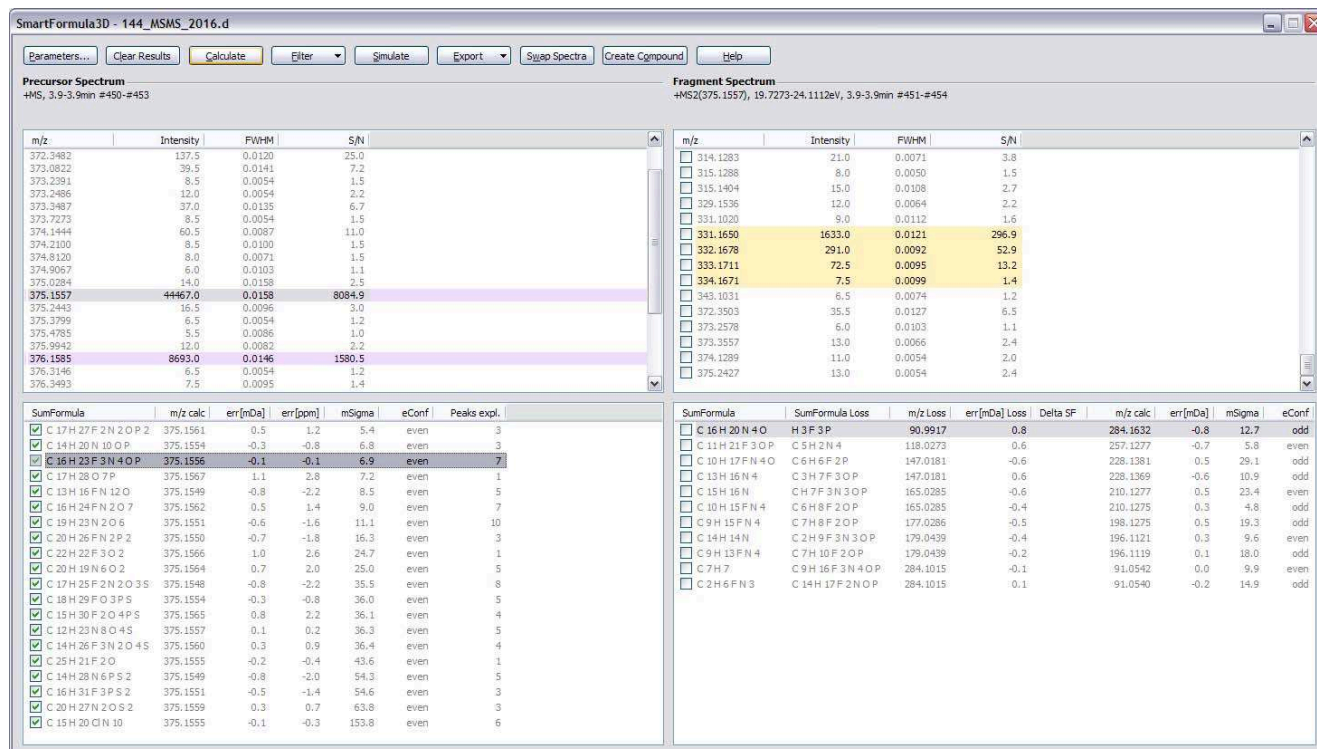 SmartFormula3D - 144_MSMS_2016.d
Parameters... Clear Results Calculate Filter Simulate Export Swap Spectra Create Compound Help
Precursor Spectrum
+MS, 3.9-3.9min #450-#453
m/z Intensity FWHM S/N
372.3482 137.5 0.0120 25.0
373.0822 39.5 0.0141 7.2
373.2391 8.5 0.0054 1.5
373.2486 12.0 0.0054 2.2
373.3487 37.0 0.0135 6.7
373.7273 8.5 0.0054 1.5
374.1444 60.5 0.0087 11.0
374.2100 8.5 0.0100 1.5
374.8120 8.0 0.0071 1.5
374.9067 6.0 0.0103 1.1
375.0284 14.0 0.0158 2.5
375.1557 44467.0 0.0158 8084.9
375.2443 16.5 0.0096 3.0
375.3799 6.5 0.0054 1.2
375.4785 5.5 0.0086 1.0
375.9942 12.0 0.0082 2.2
376.1585 8693.0 0.0146 1580.5
376.3146 6.5 0.0054 1.2
376.3493 7.5 0.0095 1.4
Fragment Spectrum
+MS2(375.1557), 19.7273-24.1112eV, 3.9-3.9min #451-#454
m/z Intensity FWHM S/N
314.1283 21.0 0.0071 3.8
315.1288 8.0 0.0050 1.5
315.1404 15.0 0.0108 2.7
329.1536 12.0 0.0064 2.2
331.1020 9.0 0.0112 1.6
331.1650 1633.0 0.0121 296.9
332.1678 291.0 0.0092 52.9
333.1711 72.5 0.0095 13.2
334.1671 7.5 0.0099 1.4
343.1031 6.5 0.0074 1.2
372.3503 35.5 0.0127 6.5
373.2578 6.0 0.0103 1.1
373.3557 13.0 0.0066 2.4
374.1289 11.0 0.0054 2.0
375.2427 13.0 0.0054 2.4
SumFormula m/z calc err[mDa] err[ppm] mSigma eConf Peaks expl.
C 17 H 27 F 2 N 2 O P 2 375.1561 0.5 1.2 5.4 even 3
C 14 H 20 N 10 O P 375.1554 -0.3 -0.8 6.8 even 3
C 16 H 23 F 3 N 4 O P 375.1556 -0.1 -0.1 6.9 even 7
C 17 H 28 O 7 P 375.1567 1.1 2.8 7.2 even 1
C 13 H 16 F N 12 O 375.1549 -0.8 -2.2 8.5 even 5
C 16 H 24 F N 2 O 7 375.1562 0.5 1.4 9.0 even 7
C 19 H 23 N 2 O 6 375.1551 -0.6 -1.6 11.1 even 10
C 20 H 26 F N 2 P 2 375.1550 -0.7 -1.8 16.3 even 3
C 22 H 22 F 3 O 2 375.1566 1.0 2.6 24.7 even 1
C 20 H 19 N 6 O 2 375.1564 0.7 2.0 25.0 even 5
C 17 H 25 F 2 N 2 O 3 S 375.1548 -0.8 -2.2 35.5 even 8
C 18 H 29 F O 3 P S 375.1554 -0.3 -0.8 36.0 even 5
C 15 H 30 F 2 O 4 P S 375.1565 0.8 2.2 36.1 even 4
C 12 H 23 N 8 O 4 S 375.1557 0.1 0.2 36.3 even 5
C 14 H 26 F 3 N 2 O 4 S 375.1560 0.3 0.9 36.4 even 4
C 25 H 21 F 2 O 375.1555 -0.2 -0.4 43.6 even 1
C 14 H 28 N 6 P S 2 375.1549 -0.8 -2.0 54.3 even 5
C 16 H 31 F 3 P S 2 375.1551 -0.5 -1.4 54.6 even 3
C 20 H 27 N 2 O S 2 375.1559 0.3 0.7 63.8 even 3
C 15 H 20 Cl N 10 375.1555 -0.1 -0.3 153.8 even 6
SumFormula SumFormula Loss m/z Loss err[mDa] Loss Delta SF m/z calc err[mDa] mSigma eConf
C 16 H 20 N 4 O H 3 F 3 P 90.9917 0.8 284.1632 -0.8 12.7 odd
C 11 H 21 F 3 O P C 5 H 2 N 4 118.0273 0.6 257.1277 -0.7 5.8 even
C 10 H 17 F N 4 O C 6 H 6 F 2 P 147.0181 -0.6 228.1381 0.5 29.1 odd
C 13 H 16 N 4 C 3 H 7 F 3 O P 147.0181 0.6 228.1369 -0.6 10.9 odd
C 15 H 16 N C H 7 F 3 N 3 O P 165.0285 -0.6 210.1277 0.5 23.4 even
C 10 H 15 F N 4 C 6 H 8 F 2 O P 165.0285 -0.4 210.1275 0.3 4.8 odd
C 9 H 15 F N 4 C 7 H 8 F 2 O P 177.0286 -0.5 198.1275 0.5 19.3 odd
C 14 H 14 N C 2 H 9 F 3 N 3 O P 179.0439 -0.4 196.1121 0.3 9.6 even
C 9 H 13 F N 4 C 7 H 10 F 2 O P 179.0439 -0.2 196.1119 0.1 18.0 odd
C 7 H 7 C 9 H 16 F 3 N 4 O P 284.1015 -0.1 91.0542 0.0 9.9 even
C 2 H 6 F N 3 C 14 H 17 F 2 N O P 284.1015 0.1 91.0540 -0.2 14.9 odd